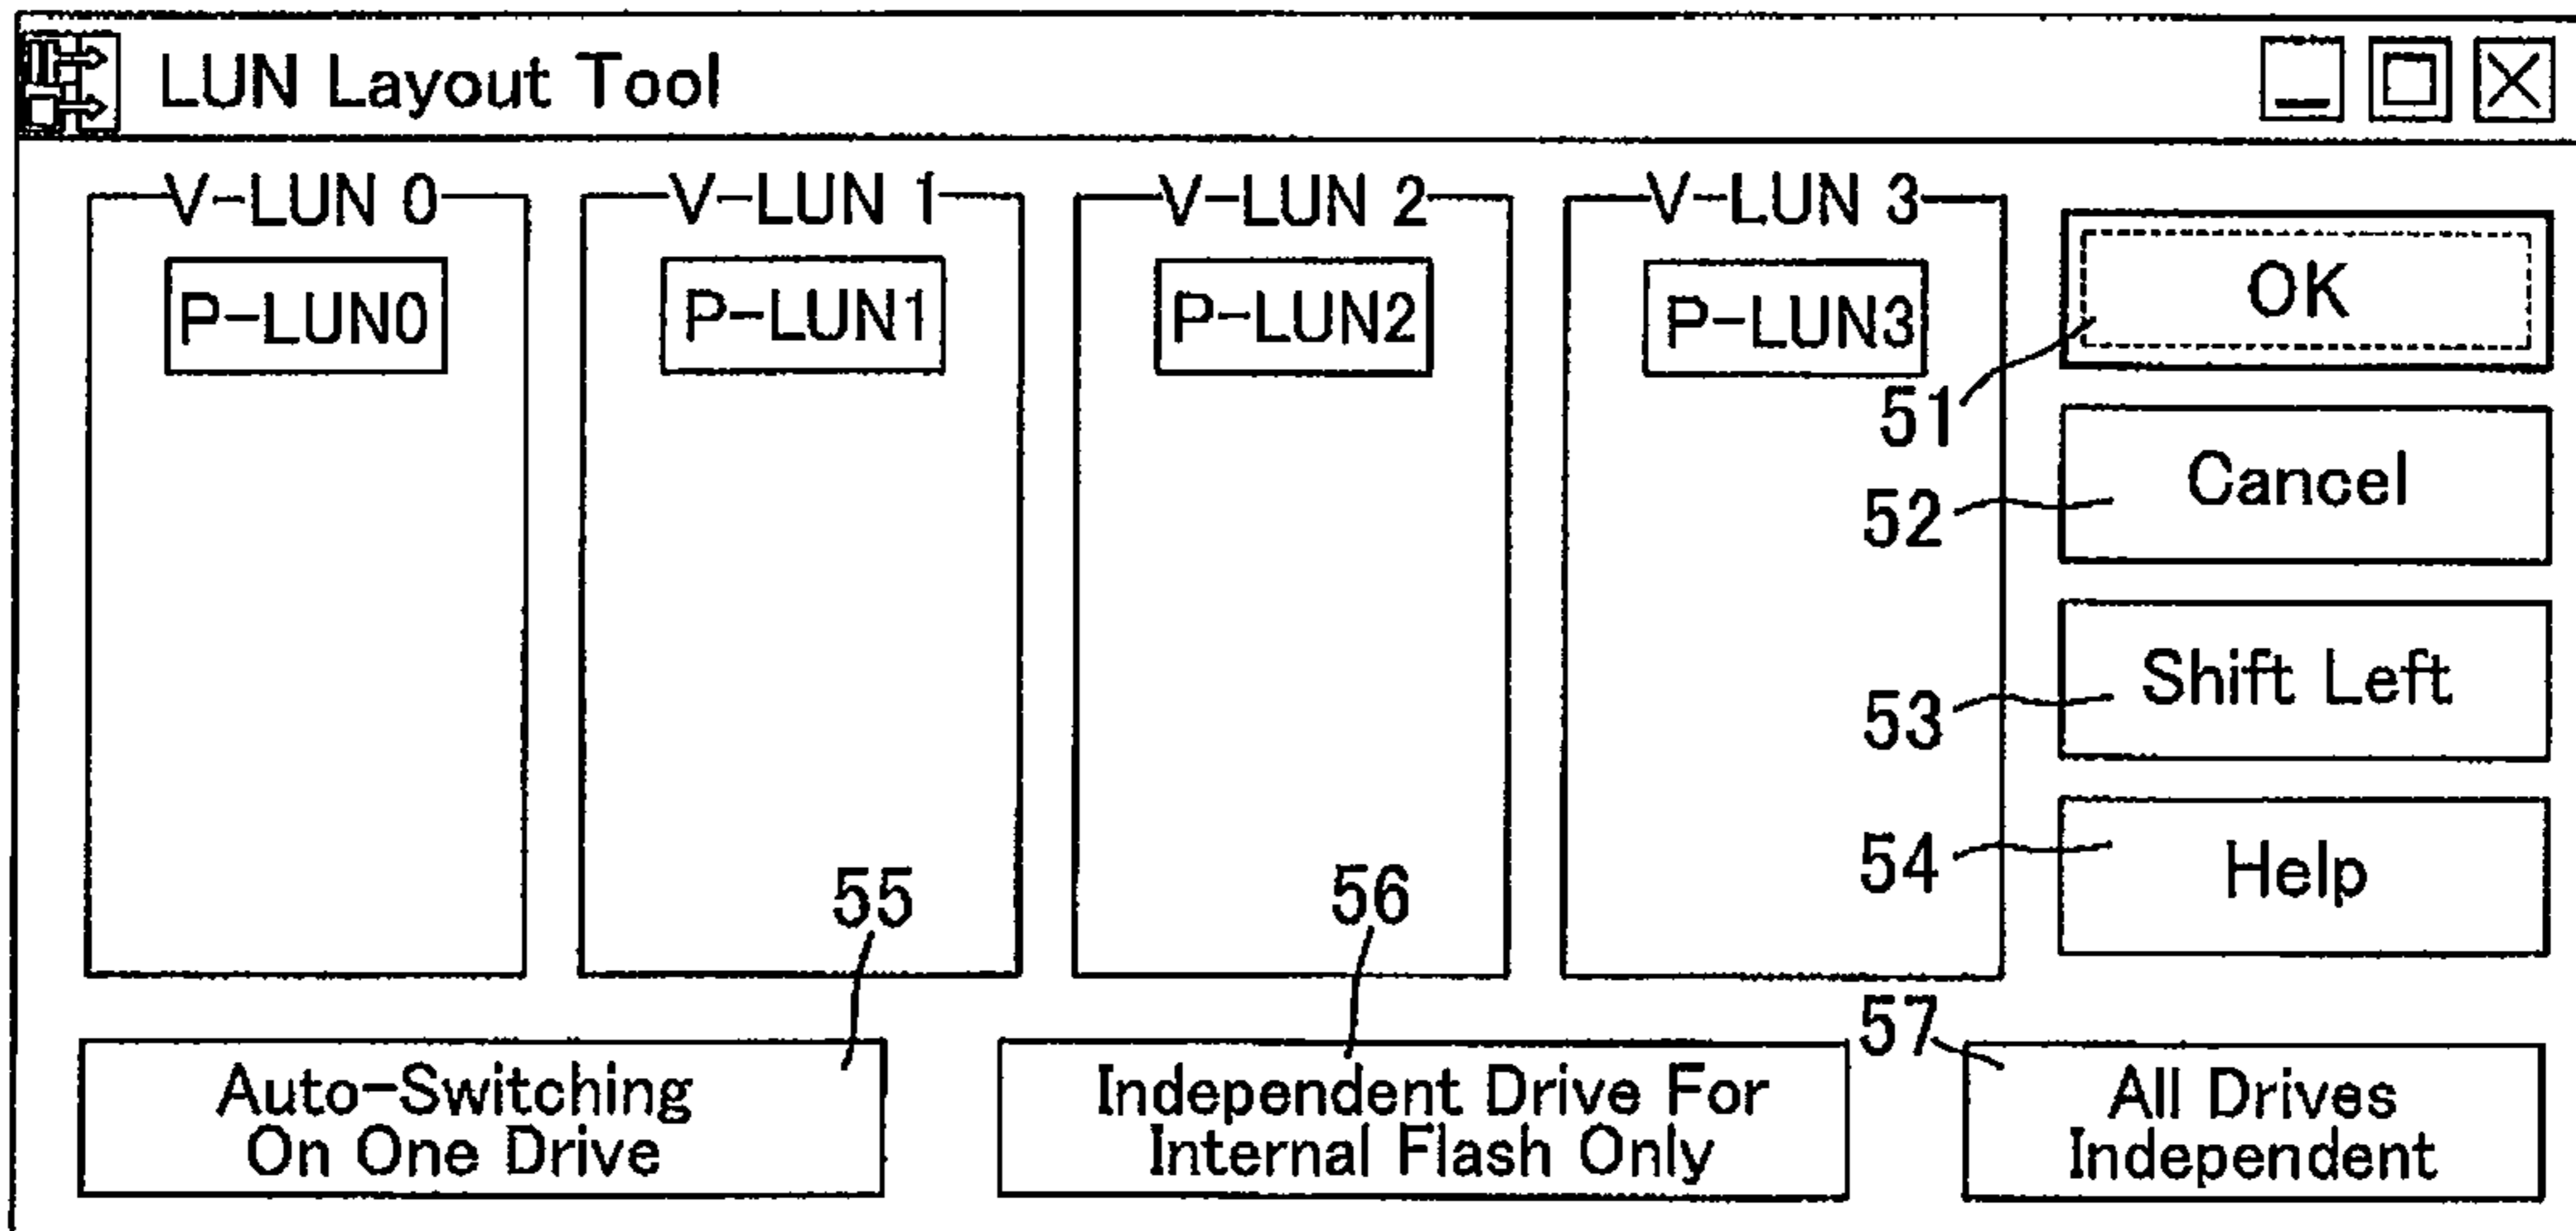 LUN Layout Tool
V-LUN 0
V-LUN 1
V-LUN 2
V-LUN 3
P-LUN0
P-LUN1
P-LUN2
P-LUN3
OK
51
Cancel
52
Shift Left
53
Help
54
55
56
57
Auto-Switching
On One Drive
Independent Drive For
Internal Flash Only
All Drives
Independent